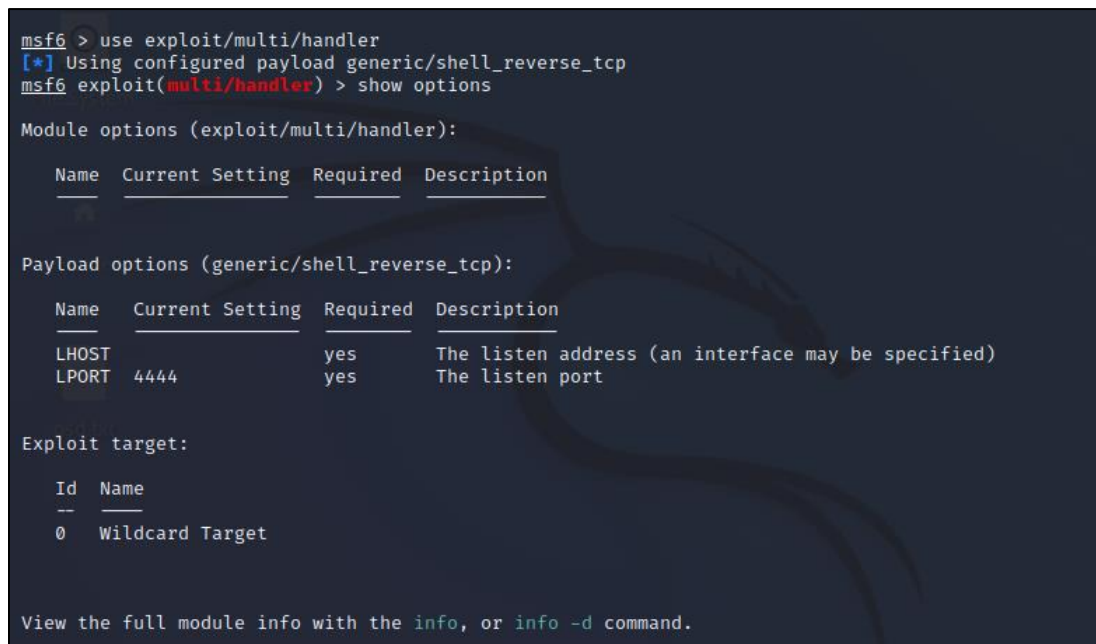 msf6 > use exploit/multi/handler
[*] Using configured payload generic/shell_reverse_tcp
msf6 exploit(multi/handler) > show options
Module options (exploit/multi/handler):
Name Current Setting Required Description
Payload options (generic/shell_reverse_tcp):
Name Current Setting Required Description
LHOST yes The listen address (an interface may be specified)
LPORT 4444 yes The listen port
Exploit target:
Id Name
-- ----
0 Wildcard Target
View the full module info with the info, or info -d command.